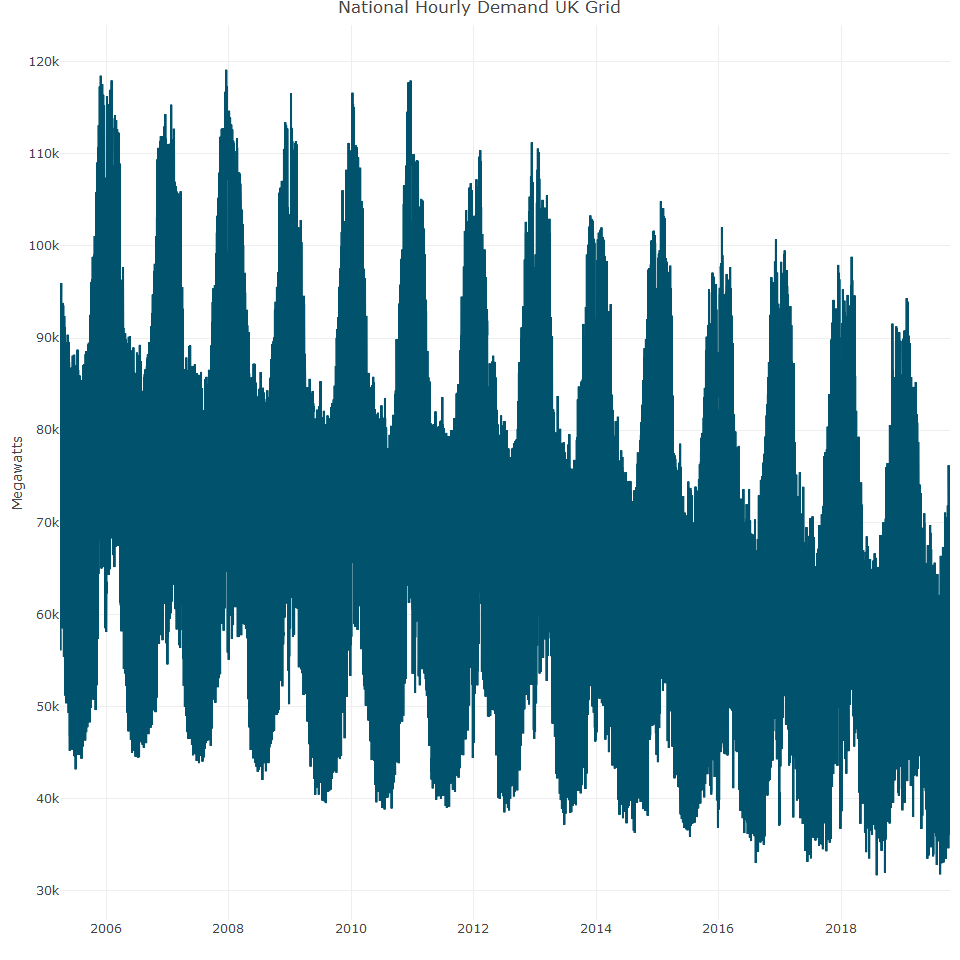 National Hourly Demand UK Grid
120k
110k
100k
90k
80k
70k
60k
50k
40k
30k
Megawatts
2006
2008
2010
2012
2014
2016
2018